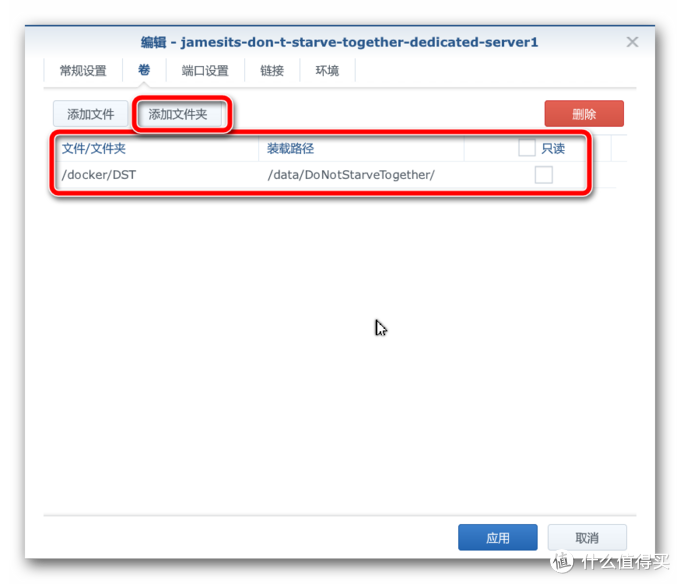 编辑 - jamesits-don-t-starve-together-dedicated-server1
常规设置 卷 端口设置 链接 环境
添加文件 添加文件夹 删除
文件/文件夹 装载路径 只读
/docker/DST /data/DoNotStarveTogether/
应用 取消
值 什么值得买